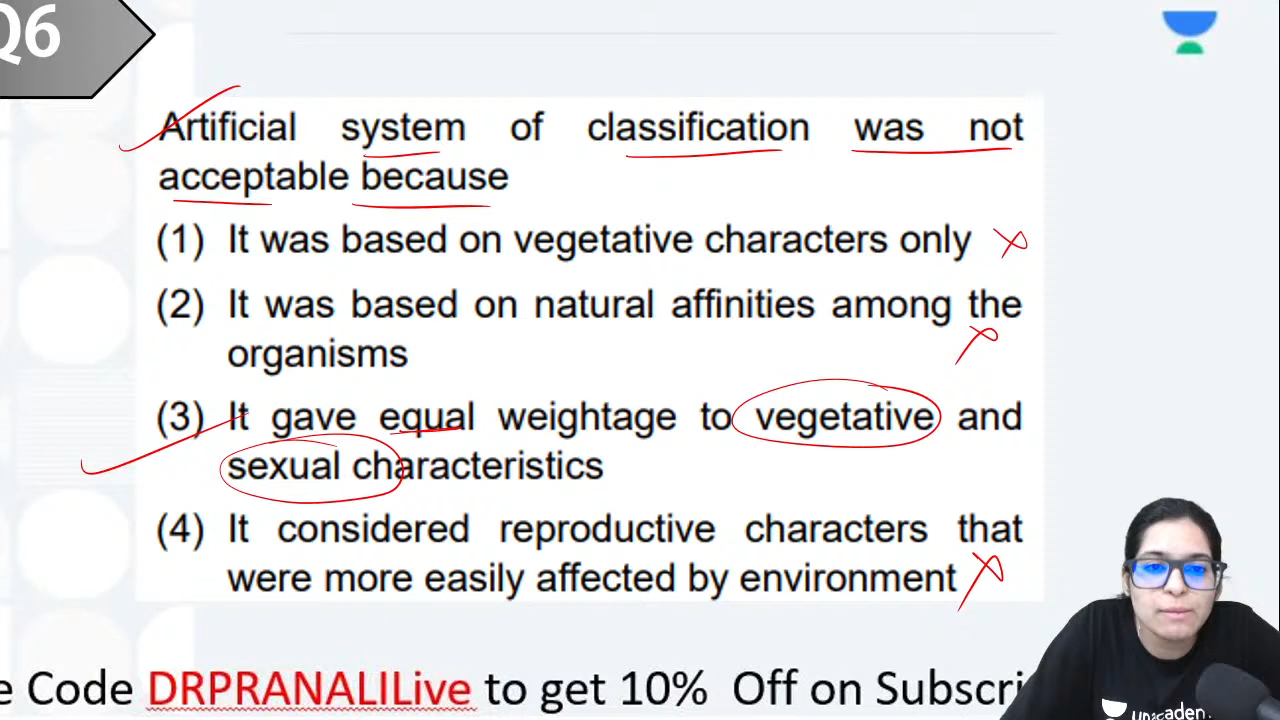 Q6
Artificial system of classification was not
acceptable because
(1) It was based on vegetative characters only
(2) It was based on natural affinities among the
organisms
(3) It gave equal weightage to vegetative and
sexual characteristics
(4) It considered reproductive characters that
were more easily affected by environment
e Code DRPRANALILive to get 10% Off on Subscri